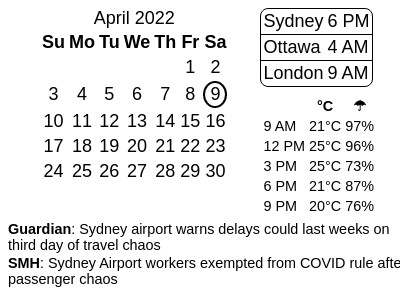 April 2022
Su Mo Tu We Th Fr Sa
1 2
3 4 5 6 7 8 9
10 11 12 13 14 15 16
17 18 19 20 21 22 23
24 25 26 27 28 29 30
Sydney 6 PM
Ottawa 4 AM
London 9 AM
°C ☂
9 AM 21°C 97%
12 PM 25°C 96%
3 PM 25°C 73%
6 PM 21°C 87%
9 PM 20°C 76%
Guardian: Sydney airport warns delays could last weeks on
third day of travel chaos
SMH: Sydney Airport workers exempted from COVID rule afte
passenger chaos